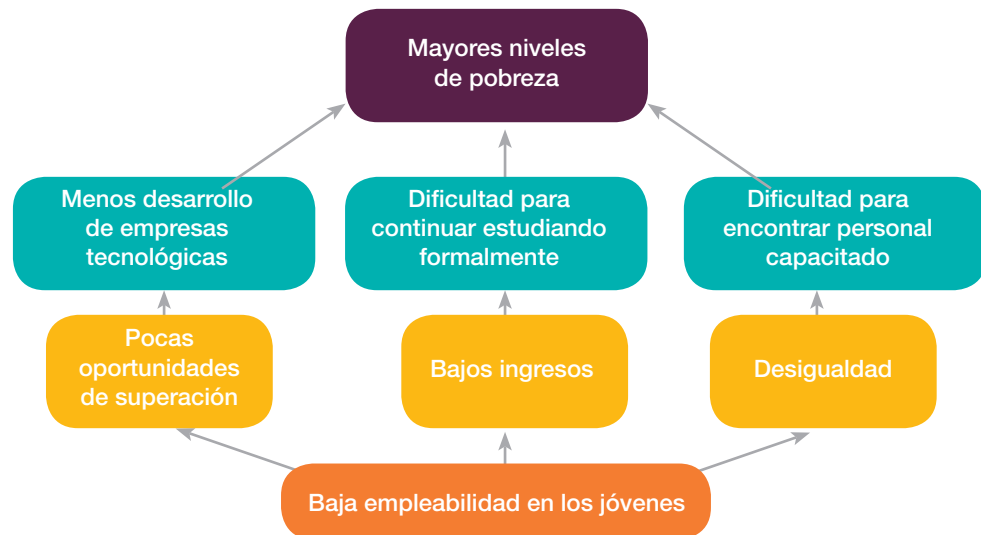 Mayores niveles
de pobreza
Menos desarrollo
de empresas
tecnológicas
Dificultad para
continuar estudiando
formalmente
Dificultad para
encontrar personal
capacitado
Pocas
oportunidades
de superación
Bajos ingresos
Desigualdad
Baja empleabilidad en los jóvenes